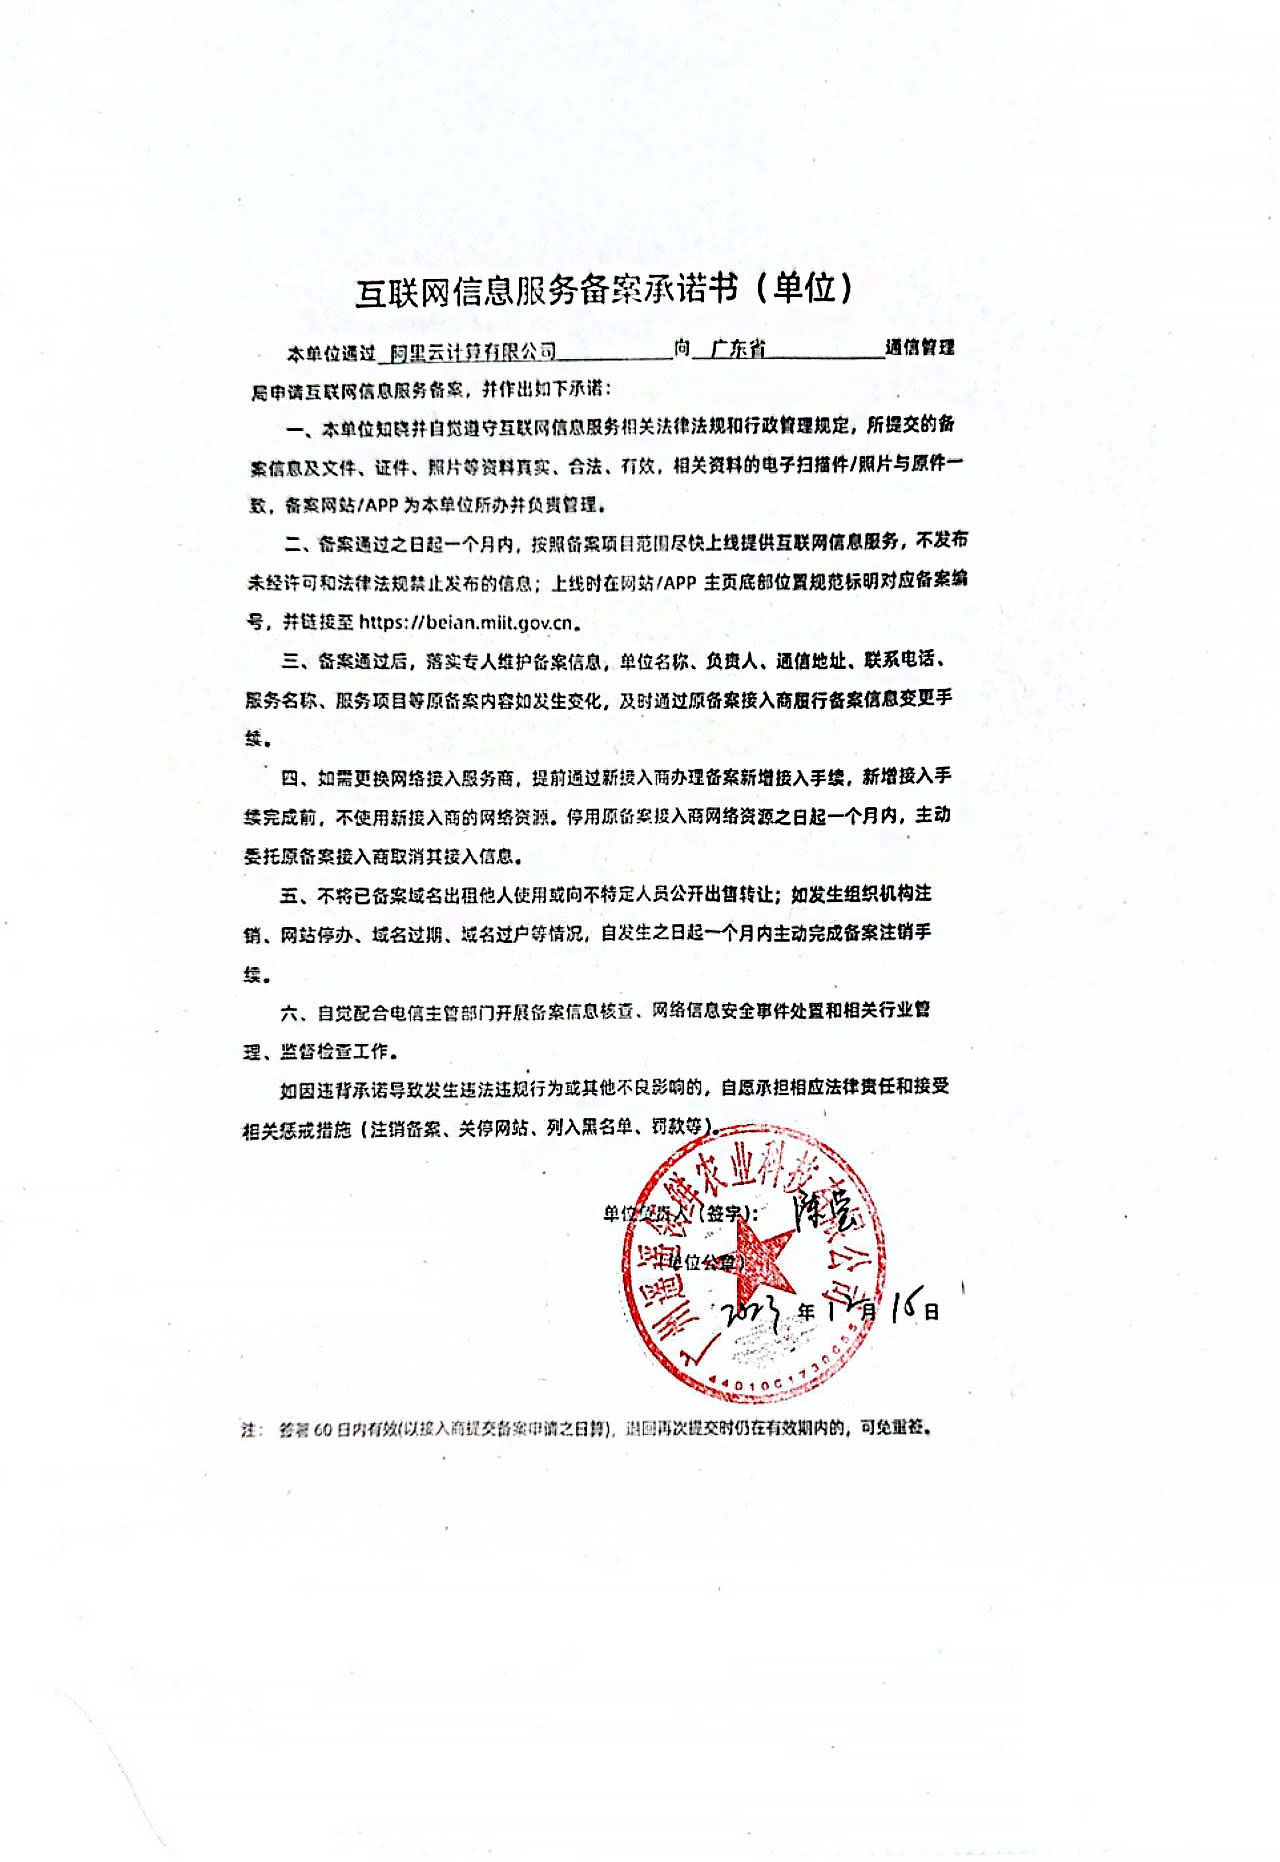 互联网信息服务备案承诺书（单位）
本单位通过 阿里云计算有限公司 向 广东省 通信管理
局申请互联网信息服务备案，并作出如下承诺：
一、本单位知晓并自觉遵守互联网信息服务相关法律法规和行政管理规定，所提交的备
案信息及文件、证件、照片等资料真实、合法、有效，相关资料的电子扫描件/照片与原件一
致，备案网站/APP 为本单位所办并负责管理。
二、备案通过之日起一个月内，按照备案项目范围尽快上线提供互联网信息服务，不发布
未经许可和法律法规禁止发布的信息；上线时在网站/APP 主页底部位置规范标明对应备案编
号，并链接至 https://beian.miit.gov.cn。
三、备案通过后，落实专人维护备案信息，单位名称、负责人、通信地址、联系电话、
服务名称、服务项目等原备案内容如发生变化，及时通过原备案接入商履行备案信息变更手
续。
四、如需更换网络接入服务商，提前通过新接入商办理备案新增接入手续，新增接入手
续完成前，不使用新接入商的网络资源。停用原备案接入商网络资源之日起一个月内，主动
委托原备案接入商取消其接入信息。
五、不将已备案域名出租他人使用或向不特定人员公开出售转让；如发生组织机构注
销、网站停办、域名过期、域名过户等情况，自发生之日起一个月内主动完成备案注销手
续。
六、自觉配合电信主管部门开展备案信息核查、网络信息安全事件处置和相关行业管
理、监督检查工作。
如因违背承诺导致发生违法违规行为或其他不良影响的，自愿承担相应法律责任和接受
相关惩戒措施（注销备案、关停网站、列入黑名单、罚款等）。
单位负责人（签字）： 陈莹
（单位公章）
2023 年 12 月 16 日
农业科技有限公司
注： 签署 60 日内有效(以接入商提交备案申请之日算)，退回再次提交时仍在有效期内的，可免重签。